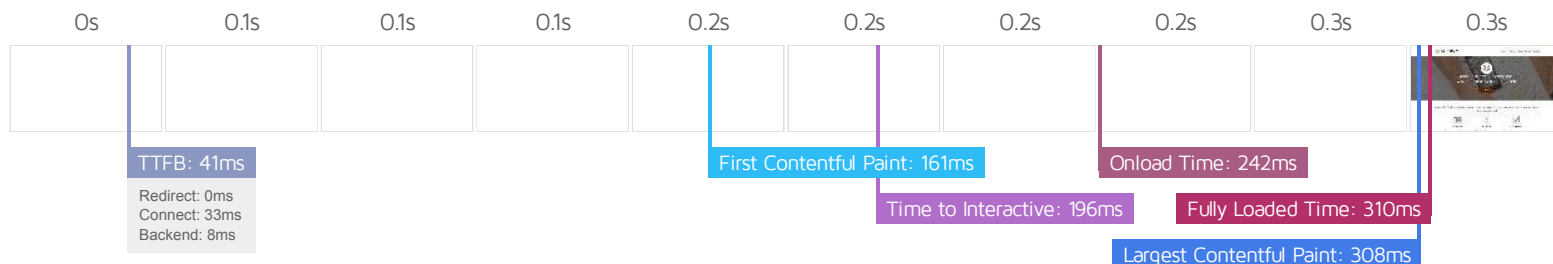 0s
0.1s
0.1s
0.1s
0.2s
0.2s
0.2s
0.2s
0.3s
0.3s
TTFB: 41ms
Redirect: 0ms
Connect: 33ms
Backend: 8ms
First Contentful Paint: 161ms
Onload Time: 242ms
Time to Interactive: 196ms
Fully Loaded Time: 310ms
Largest Contentful Paint: 308ms